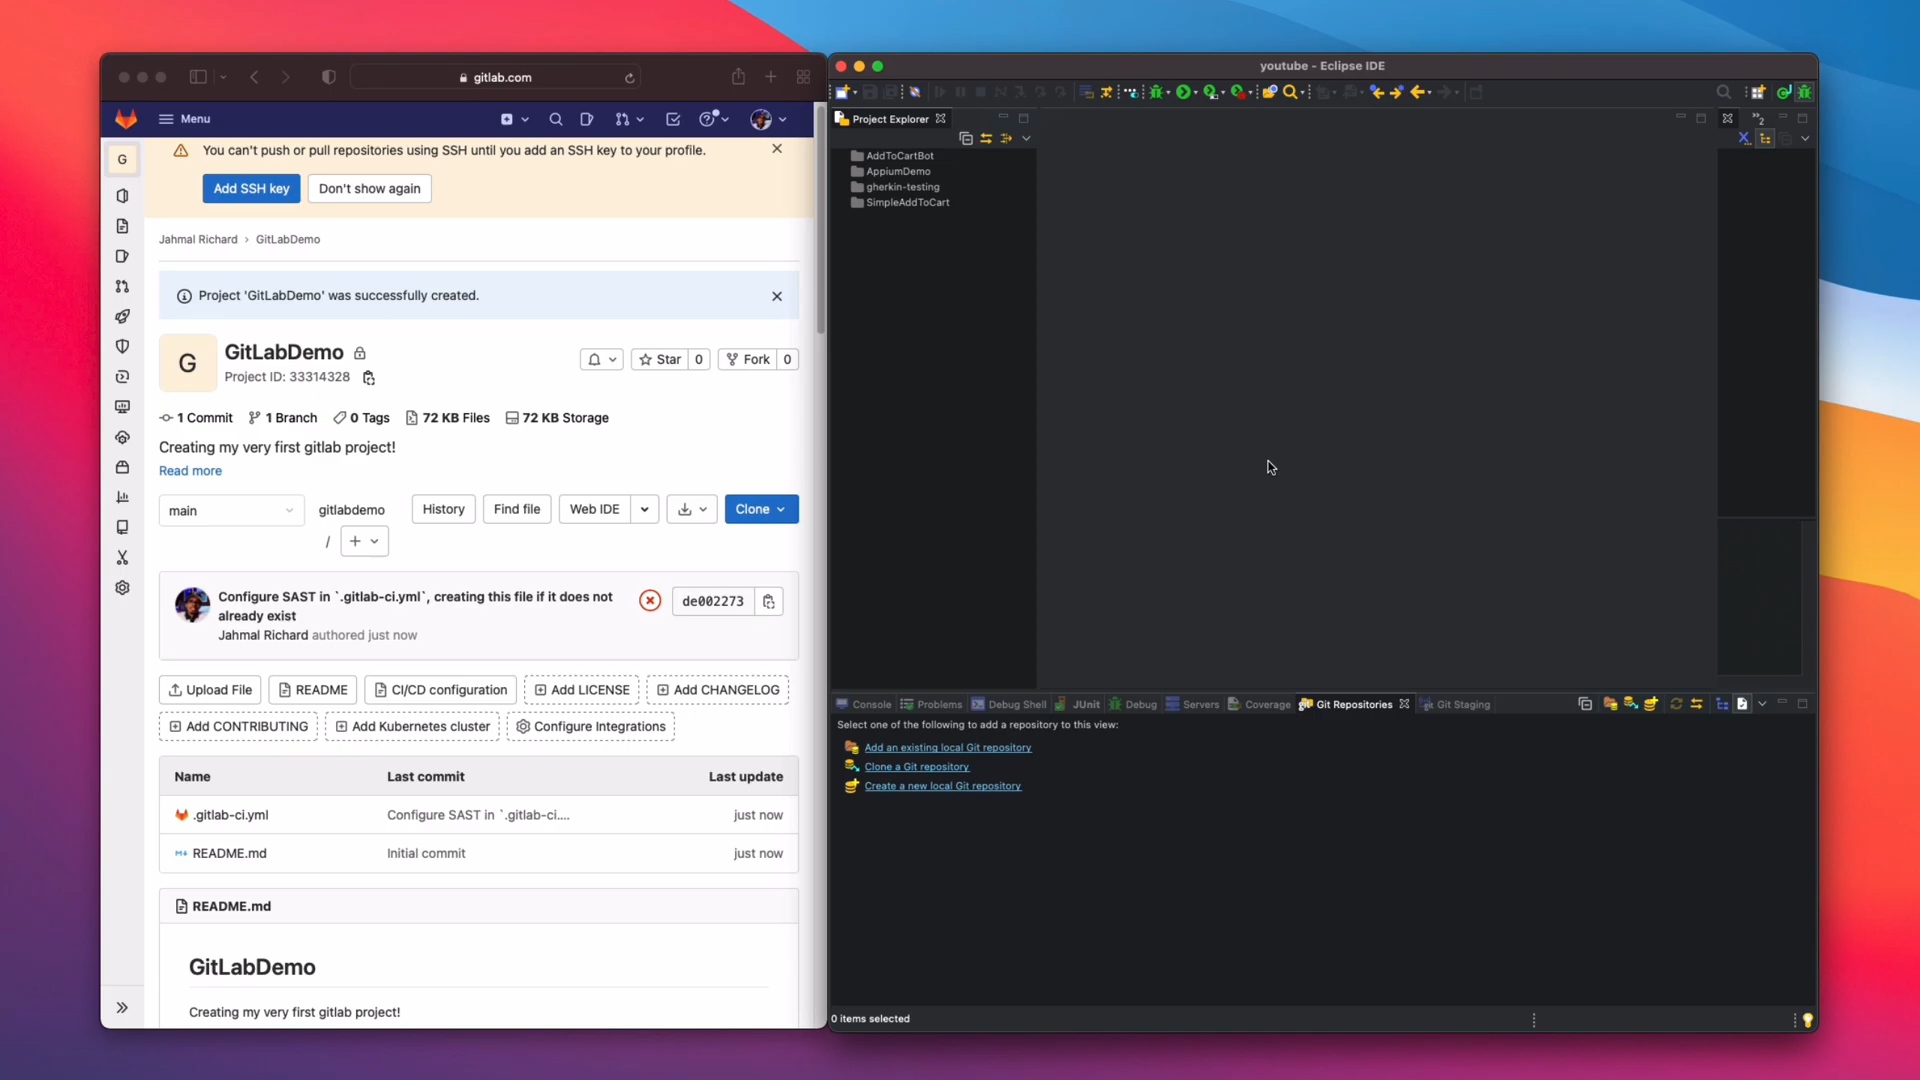 gitlab.com
Menu
G
You can't push or pull repositories using SSH until you add an SSH key to your profile.
Add SSH key
Don't show again
Jahmal Richard › GitLabDemo
Project 'GitLabDemo' was successfully created.
G
GitLabDemo
Project ID: 33314328
Star 0
Fork 0
1 Commit
1 Branch
0 Tags
72 KB Files
72 KB Storage
Creating my very first gitlab project!
Read more
main
gitlabdemo
/
+
History
Find file
Web IDE
Clone
Configure SAST in `.gitlab-ci.yml`, creating this file if it does not
already exist
Jahmal Richard authored just now
de002273
Upload File
README
CI/CD configuration
Add LICENSE
Add CHANGELOG
Add CONTRIBUTING
Add Kubernetes cluster
Configure Integrations
Name Last commit Last update
.gitlab-ci.yml Configure SAST in `.gitlab-ci.... just now
README.md Initial commit just now
README.md
GitLabDemo
Creating my very first gitlab project!
youtube - Eclipse IDE
Project Explorer
AddToCartBot
AppiumDemo
gherkin-testing
SimpleAddToCart
Console
Problems
Debug Shell
JUnit
Debug
Servers
Coverage
Git Repositories
Git Staging
Select one of the following to add a repository to this view:
Add an existing local Git repository
Clone a Git repository
Create a new local Git repository
0 items selected